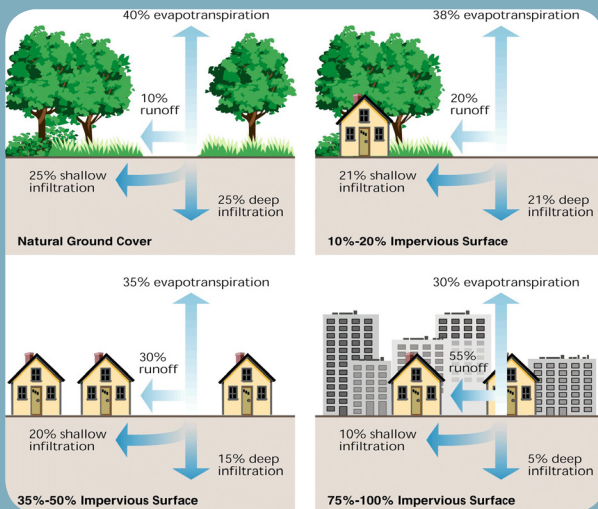 40% evapotranspiration
10%
runoff
25% shallow
infiltration
25% deep
infiltration
Natural Ground Cover
38% evapotranspiration
20%
runoff
21% shallow
infiltration
21% deep
infiltration
10%-20% Impervious Surface
35% evapotranspiration
30%
runoff
20% shallow
infiltration
15% deep
infiltration
35%-50% Impervious Surface
30% evapotranspiration
55%
runoff
10% shallow
infiltration
5% deep
infiltration
75%-100% Impervious Surface